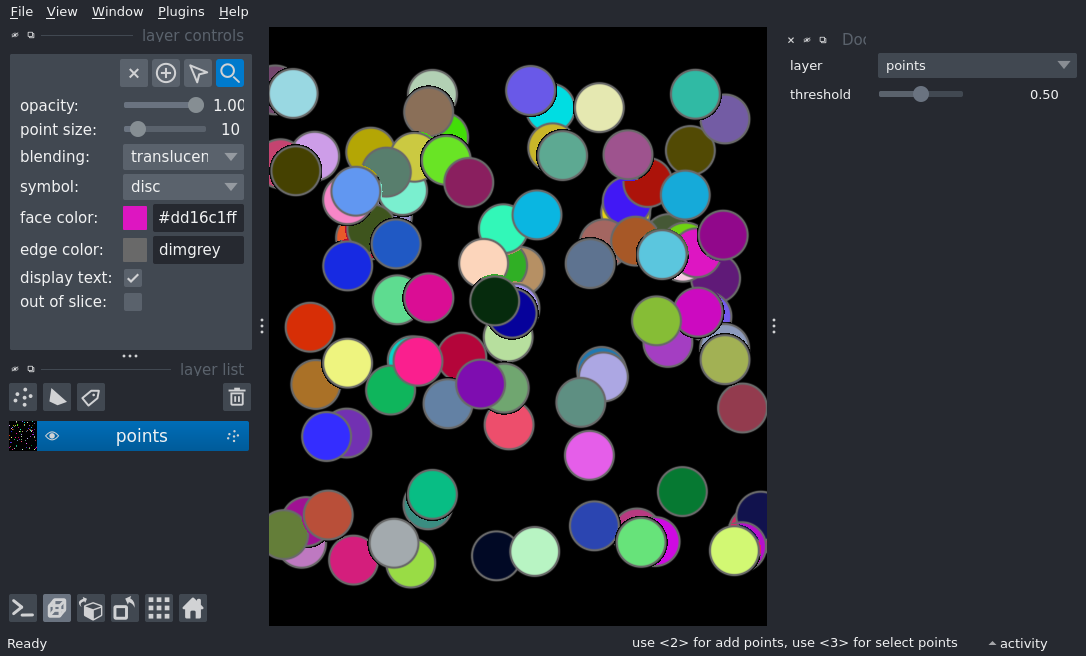 File View Window Plugins Help
layer controls
opacity: 1.00
point size: 10
blending: translucen
symbol: disc
face color: #dd16c1ff
edge color: dimgrey
display text:
out of slice:
layer list
points
Doc
layer points
threshold 0.50
Ready use <2> for add points, use <3> for select points activity